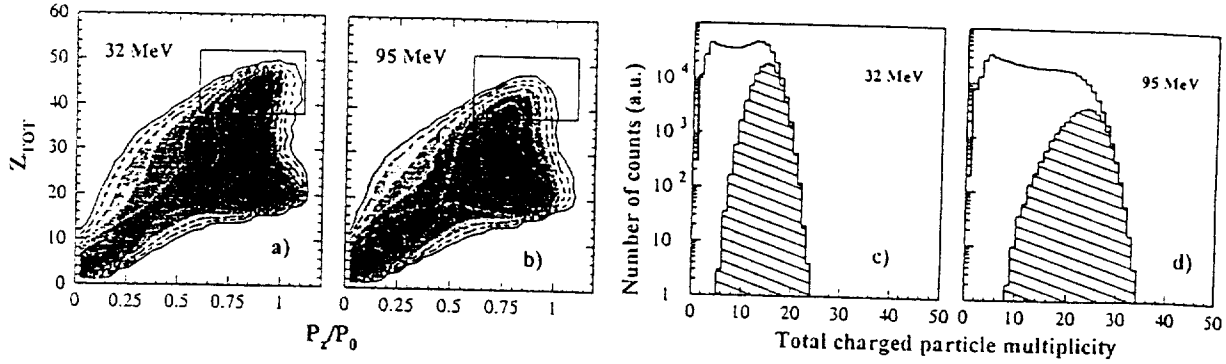 60
50
40
30
20
10
0
Z_TOT
32 MeV
a)
0 0.25 0.5 0.75 1
95 MeV
b)
0 0.25 0.5 0.75 1
P_z/P_0
Number of counts (a.u.)
10^4
10^3
10^2
10
1
32 MeV
c)
0 10 20 30 40 50
95 MeV
d)
0 10 20 30 40 50
Total charged particle multiplicity